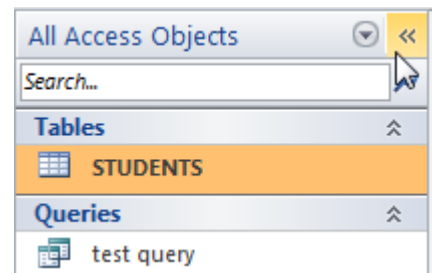 All Access Objects
Search...
Tables
STUDENTS
Queries
test query